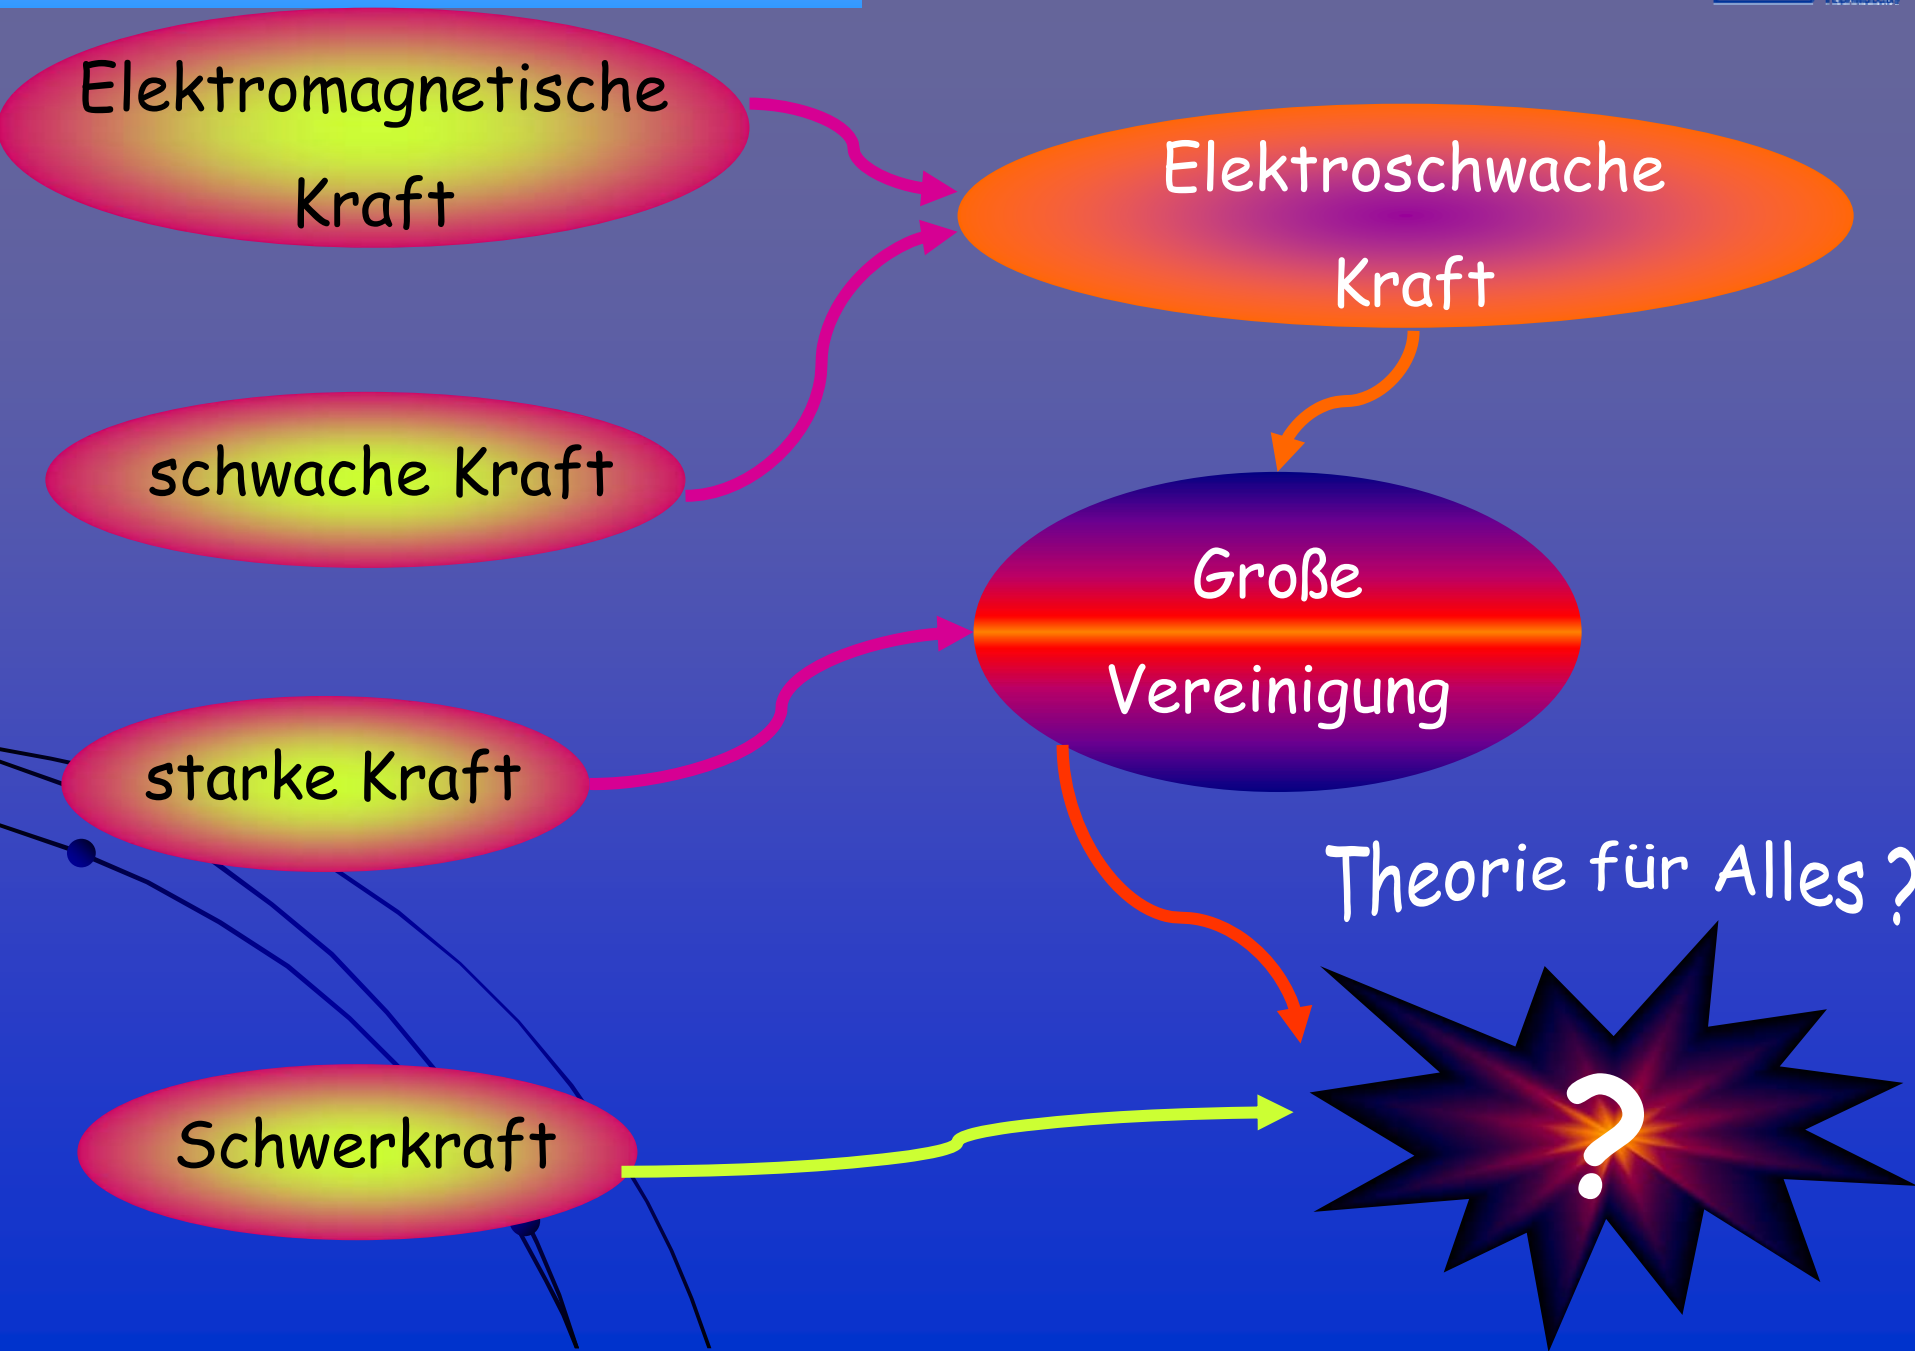 Elektromagnetische
Kraft
Elektroschwache
Kraft
schwache Kraft
Große
Vereinigung
starke Kraft
Theorie für Alles ?
Schwerkraft
?